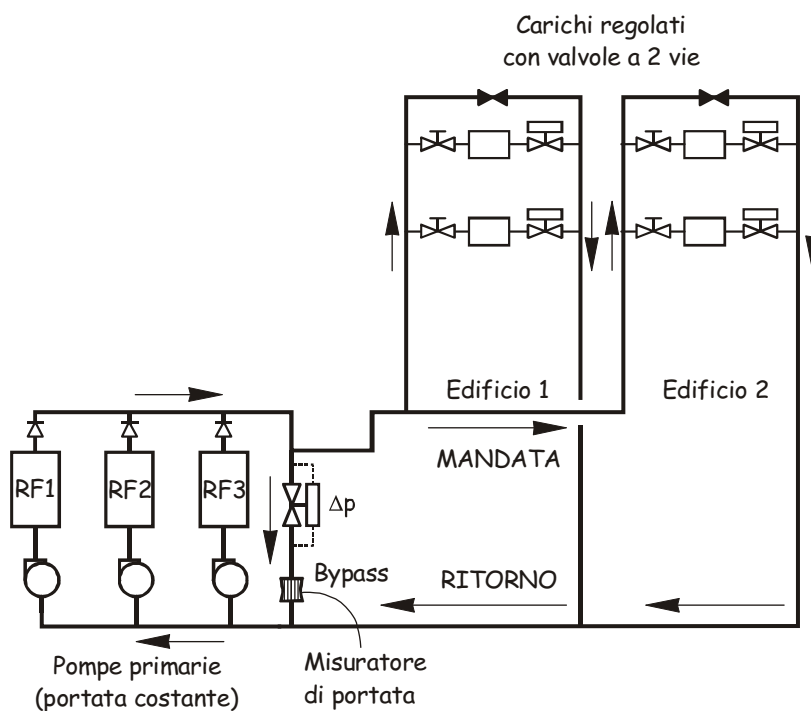 Carichi regolati
con valvole a 2 vie
Edificio 1
Edificio 2
MANDATA
RF1
RF2
RF3
Δp
Bypass
RITORNO
Pompe primarie
(portata costante)
Misuratore
di portata